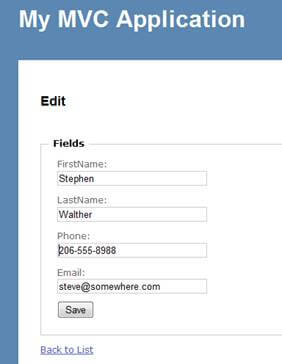 My MVC Application
Edit
Fields
FirstName:
Stephen
LastName:
Walther
Phone:
206-555-8988
Email:
steve@somewhere.com
Save
Back to List